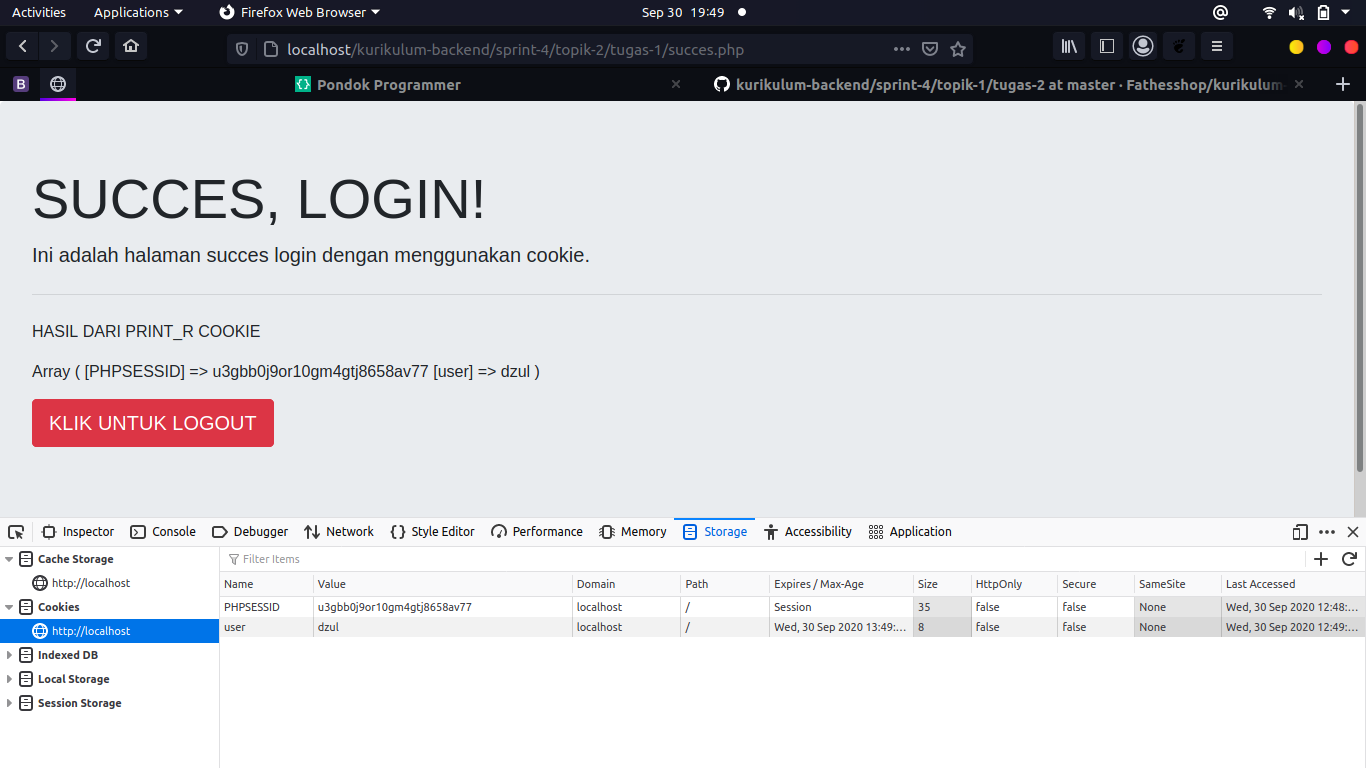 Activities Applications Firefox Web Browser Sep 30 19:49
localhost/kurikulum-backend/sprint-4/topik-2/tugas-1/succes.php
B Pondok Programmer kurikulum-backend/sprint-4/topik-1/tugas-2 at master · Fathesshop/kurikulum-
SUCCES, LOGIN!
Ini adalah halaman succes login dengan menggunakan cookie.
HASIL DARI PRINT_R COOKIE
Array ( [PHPSESSID] => u3gbb0j9or10gm4gtj8658av77 [user] => dzul )
KLIK UNTUK LOGOUT
Inspector Console Debugger Network Style Editor Performance Memory Storage Accessibility Application
Cache Storage
http://localhost
Cookies
http://localhost
Indexed DB
Local Storage
Session Storage
Filter Items
Name Value Domain Path Expires / Max-Age Size HttpOnly Secure SameSite Last Accessed
PHPSESSID u3gbb0j9or10gm4gtj8658av77 localhost / Session 35 false false None Wed, 30 Sep 2020 12:48:...
user dzul localhost / Wed, 30 Sep 2020 13:49:... 8 false false None Wed, 30 Sep 2020 12:49:...